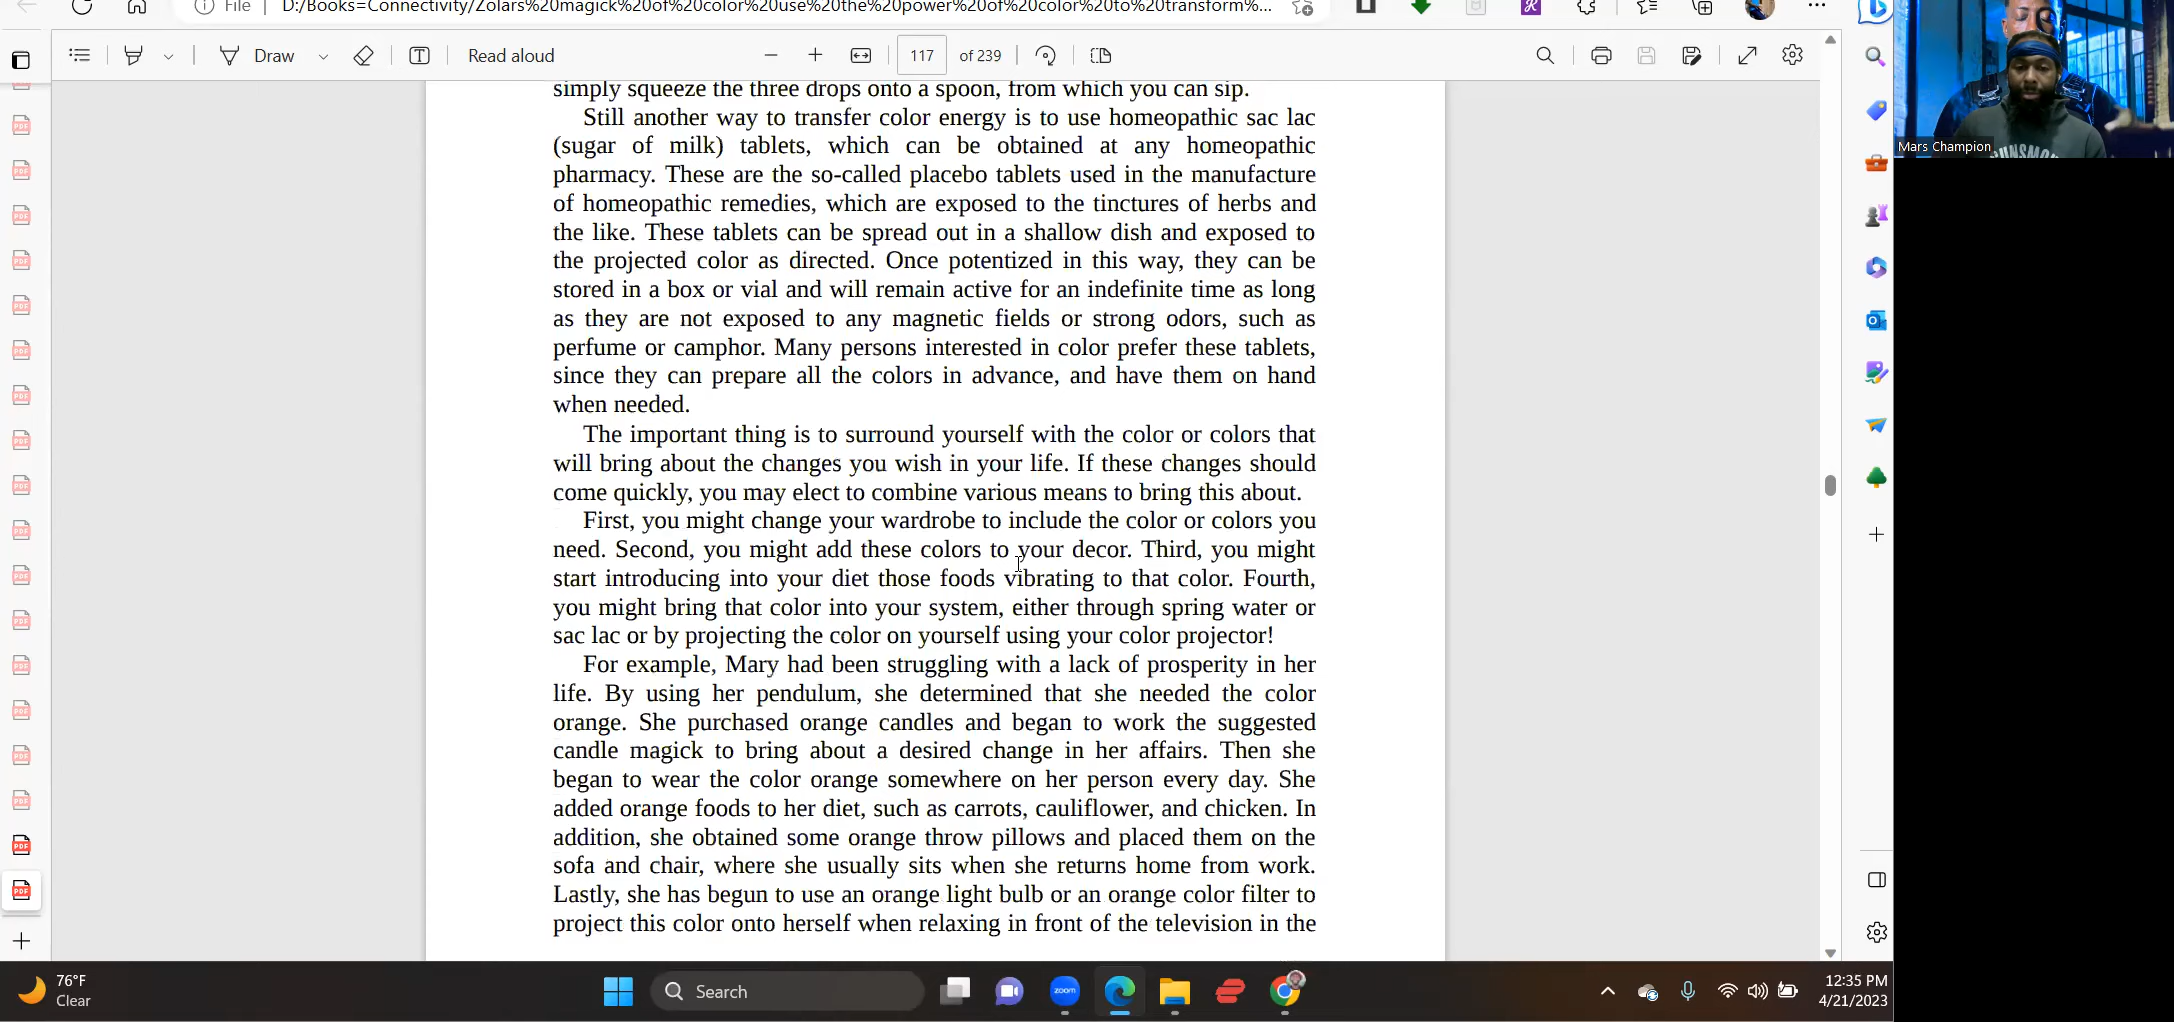 File
D:/Books=Connectivity/Zolars%20magick%20of%20color%20use%20the%20power%20of%20color%20to%20transform%...
Draw
Read aloud
117
of 239
simply squeeze the three drops onto a spoon, from which you can sip.
Still another way to transfer color energy is to use homeopathic sac lac
(sugar of milk) tablets, which can be obtained at any homeopathic
pharmacy. These are the so-called placebo tablets used in the manufacture
of homeopathic remedies, which are exposed to the tinctures of herbs and
the like. These tablets can be spread out in a shallow dish and exposed to
the projected color as directed. Once potentized in this way, they can be
stored in a box or vial and will remain active for an indefinite time as long
as they are not exposed to any magnetic fields or strong odors, such as
perfume or camphor. Many persons interested in color prefer these tablets,
since they can prepare all the colors in advance, and have them on hand
when needed.
The important thing is to surround yourself with the color or colors that
will bring about the changes you wish in your life. If these changes should
come quickly, you may elect to combine various means to bring this about.
First, you might change your wardrobe to include the color or colors you
need. Second, you might add these colors to your decor. Third, you might
start introducing into your diet those foods vibrating to that color. Fourth,
you might bring that color into your system, either through spring water or
sac lac or by projecting the color on yourself using your color projector!
For example, Mary had been struggling with a lack of prosperity in her
life. By using her pendulum, she determined that she needed the color
orange. She purchased orange candles and began to work the suggested
candle magick to bring about a desired change in her affairs. Then she
began to wear the color orange somewhere on her person every day. She
added orange foods to her diet, such as carrots, cauliflower, and chicken. In
addition, she obtained some orange throw pillows and placed them on the
sofa and chair, where she usually sits when she returns home from work.
Lastly, she has begun to use an orange light bulb or an orange color filter to
project this color onto herself when relaxing in front of the television in the
Mars Champion
76°F
Clear
Search
zoom
12:35 PM
4/21/2023